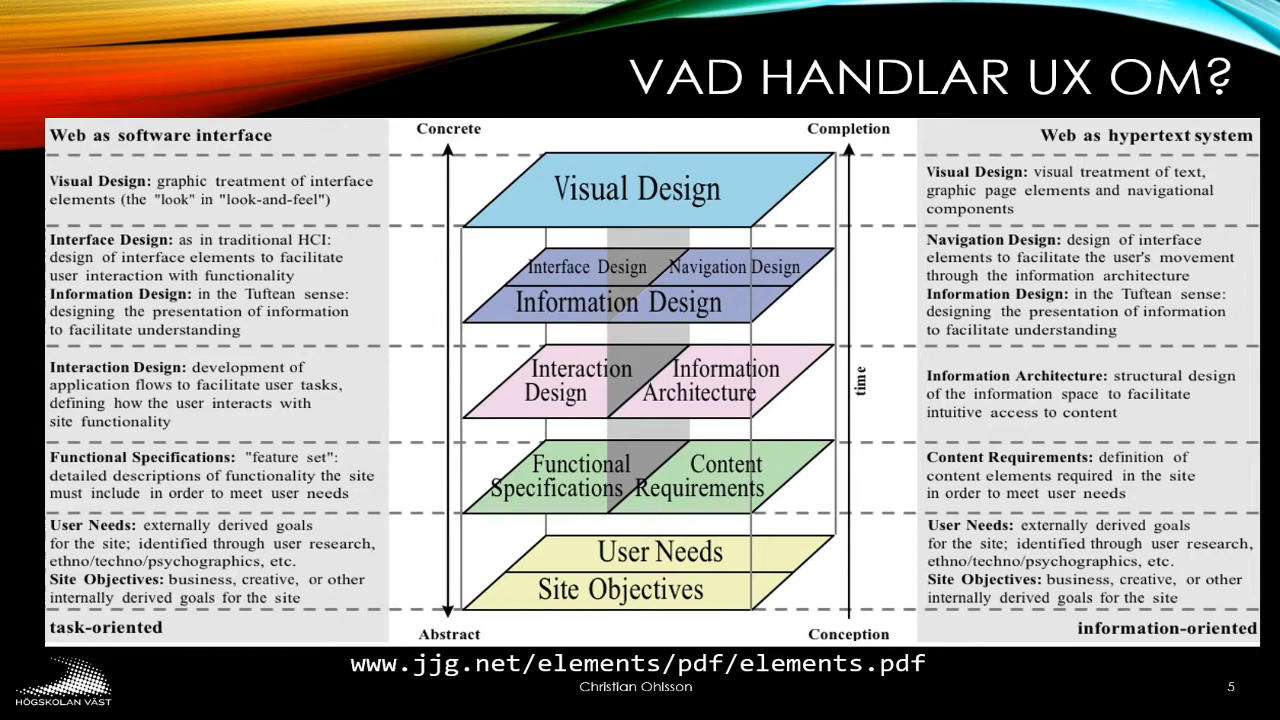 VAD HANDLAR UX OM?
Web as software interface
Visual Design: graphic treatment of interface
elements (the "look" in "look-and-feel")
Interface Design: as in traditional HCI:
design of interface elements to facilitate
user interaction with functionality
Information Design: in the Tuftean sense:
designing the presentation of information
to facilitate understanding
Interaction Design: development of
application flows to facilitate user tasks,
defining how the user interacts with
site functionality
Functional Specifications: "feature set":
detailed descriptions of functionality the site
must include in order to meet user needs
User Needs: externally derived goals
for the site; identified through user research,
ethno/techno/psychographics, etc.
Site Objectives: business, creative, or other
internally derived goals for the site
task-oriented
Concrete
Completion
Visual Design
Interface Design
Navigation Design
Information Design
Interaction
Design
Information
Architecture
Functional
Specifications
Content
Requirements
User Needs
Site Objectives
time
Abstract
Conception
Web as hypertext system
Visual Design: visual treatment of text,
graphic page elements and navigational
components
Navigation Design: design of interface
elements to facilitate the user's movement
through the information architecture
Information Design: in the Tuftean sense:
designing the presentation of information
to facilitate understanding
Information Architecture: structural design
of the information space to facilitate
intuitive access to content
Content Requirements: definition of
content elements required in the site
in order to meet user needs
User Needs: externally derived goals
for the site; identified through user research,
ethno/techno/psychographics, etc.
Site Objectives: business, creative, or other
internally derived goals for the site
information-oriented
www.jjg.net/elements/pdf/elements.pdf
Christian Ohlsson
5
HÖGSKOLAN VÄST